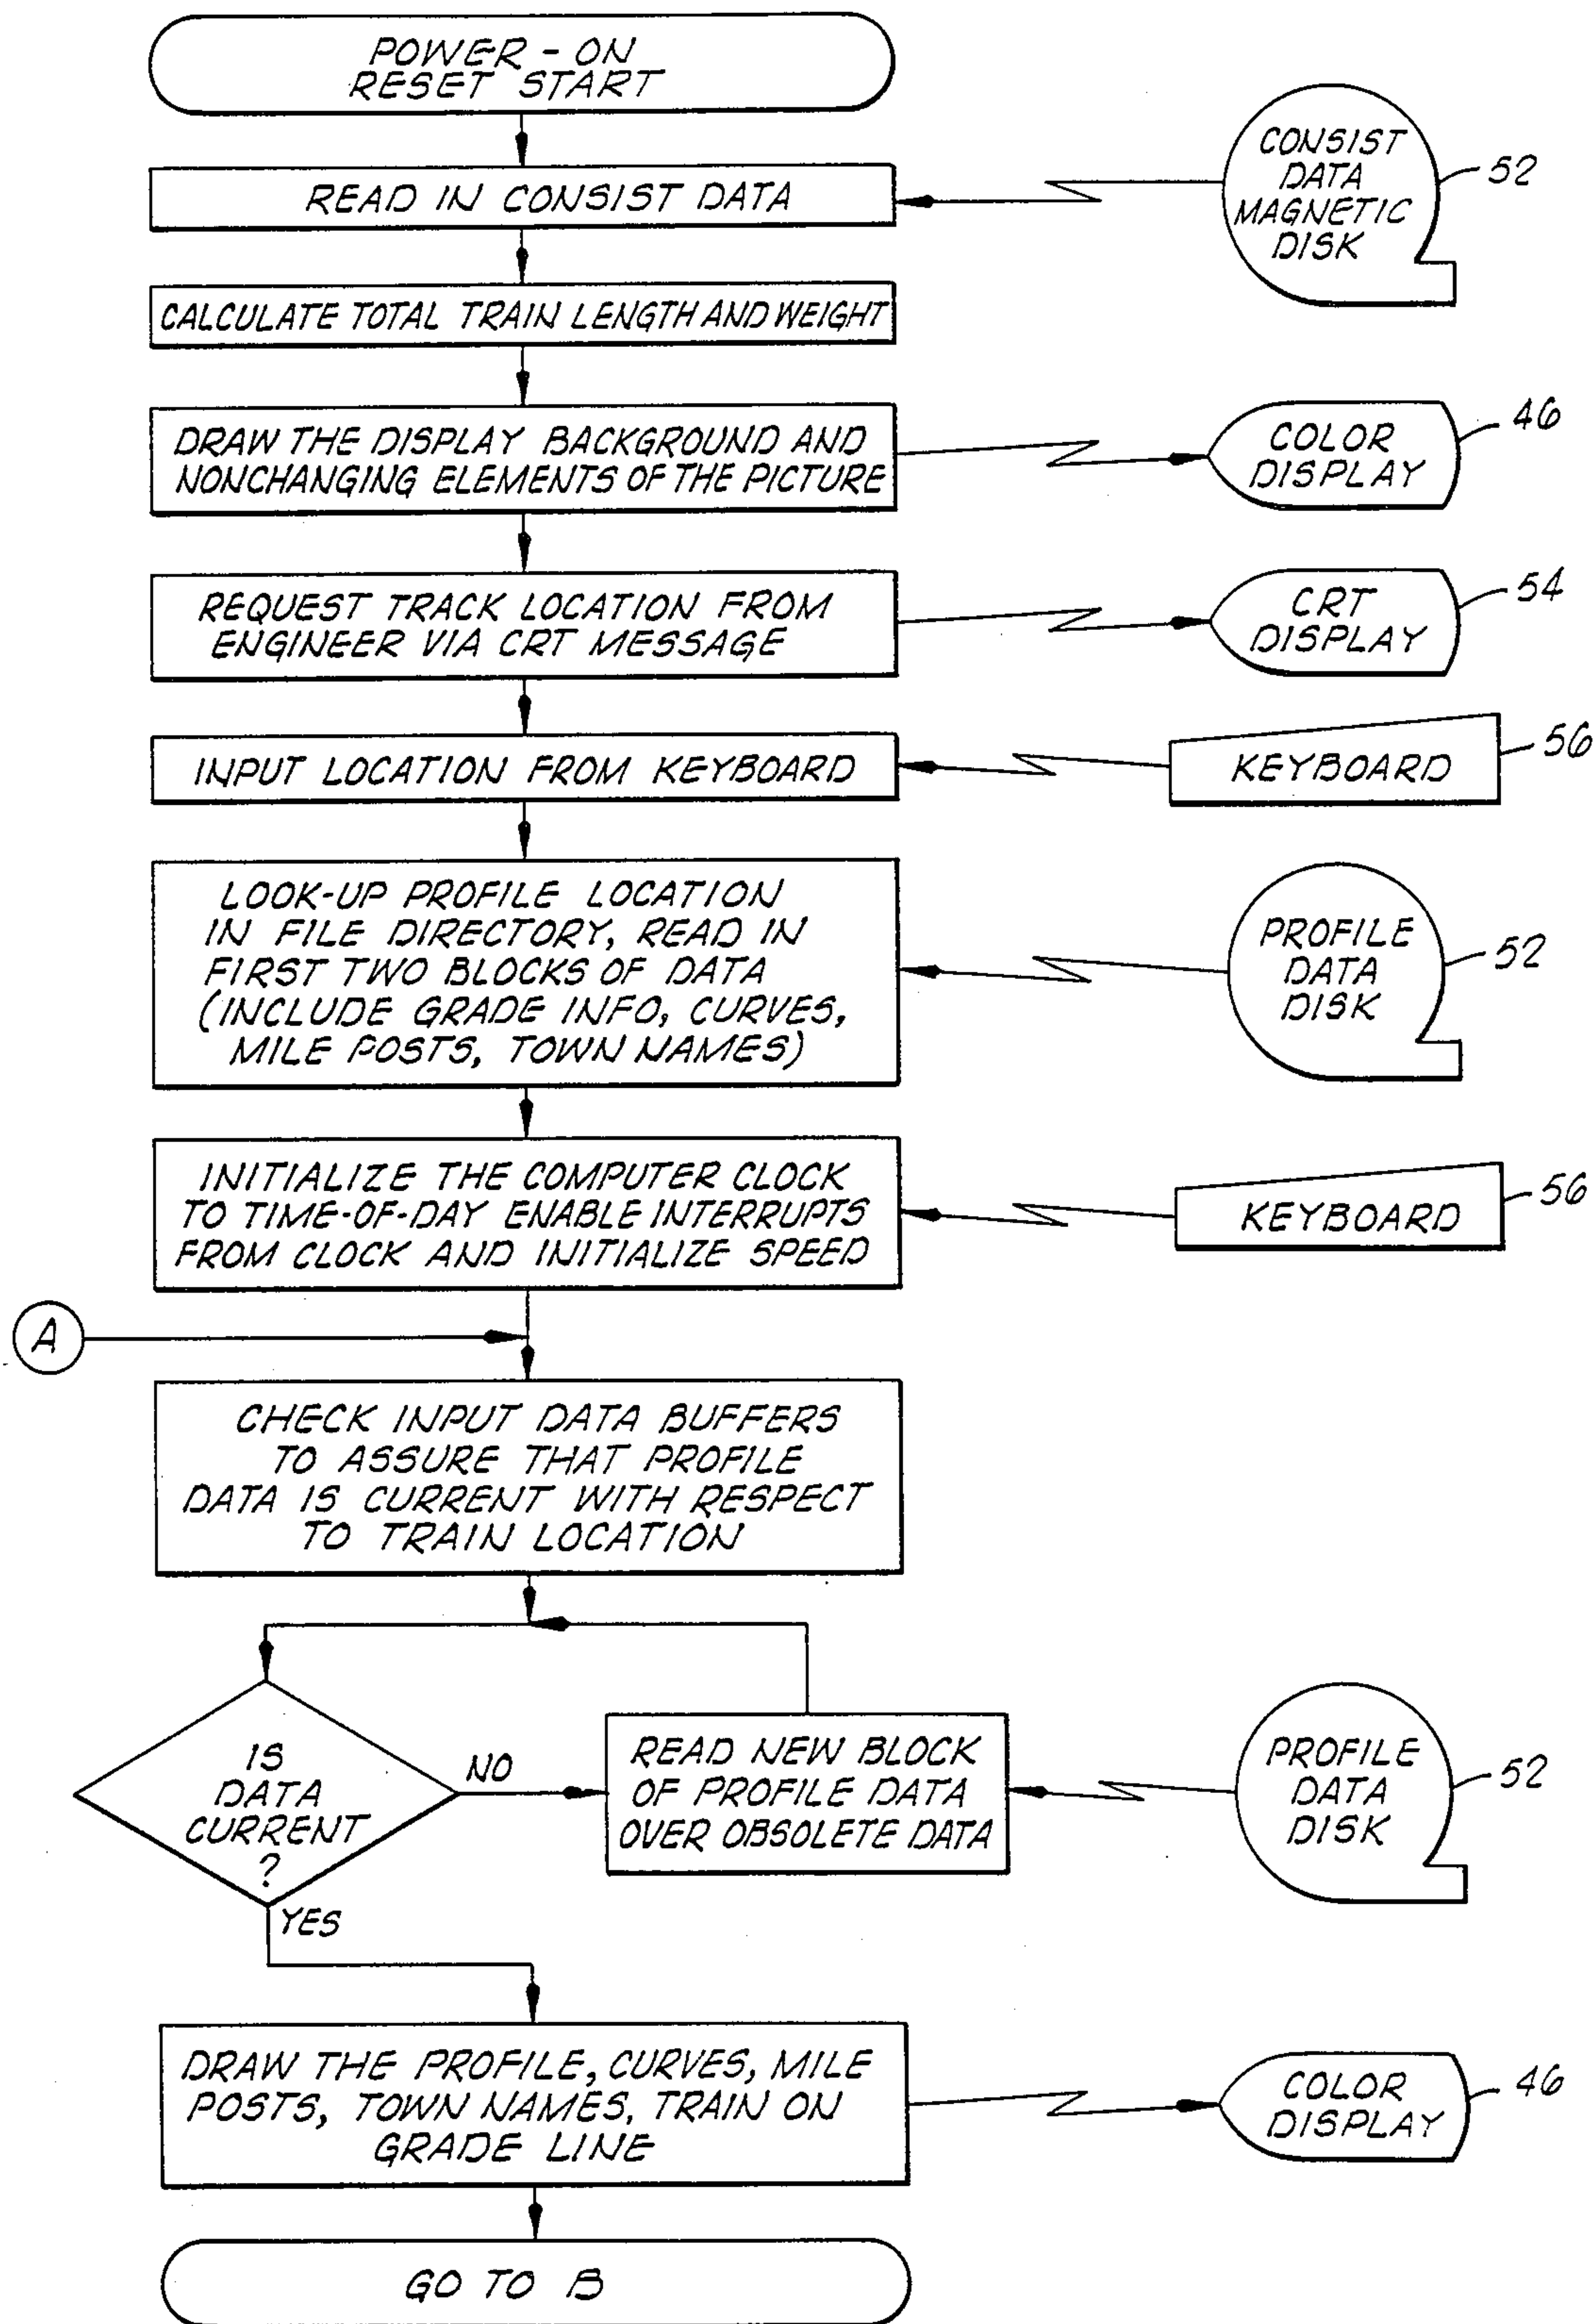 POWER-ON
RESET START
READ IN CONSIST DATA
CONSIST
DATA
MAGNETIC
DISK
52
CALCULATE TOTAL TRAIN LENGTH AND WEIGHT
DRAW THE DISPLAY BACKGROUND AND
NONCHANGING ELEMENTS OF THE PICTURE
COLOR
DISPLAY
46
REQUEST TRACK LOCATION FROM
ENGINEER VIA CRT MESSAGE
CRT
DISPLAY
54
INPUT LOCATION FROM KEYBOARD
KEYBOARD
56
LOOK-UP PROFILE LOCATION
IN FILE DIRECTORY, READ IN
FIRST TWO BLOCKS OF DATA
(INCLUDE GRADE INFO, CURVES,
MILE POSTS, TOWN NAMES)
PROFILE
DATA
DISK
52
INITIALIZE THE COMPUTER CLOCK
TO TIME-OF-DAY ENABLE INTERRUPTS
FROM CLOCK AND INITIALIZE SPEED
KEYBOARD
56
A
CHECK INPUT DATA BUFFERS
TO ASSURE THAT PROFILE
DATA IS CURRENT WITH RESPECT
TO TRAIN LOCATION
IS
DATA
CURRENT
?
NO
YES
READ NEW BLOCK
OF PROFILE DATA
OVER OBSOLETE DATA
PROFILE
DATA
DISK
52
DRAW THE PROFILE, CURVES, MILE
POSTS, TOWN NAMES, TRAIN ON
GRADE LINE
COLOR
DISPLAY
46
GO TO B